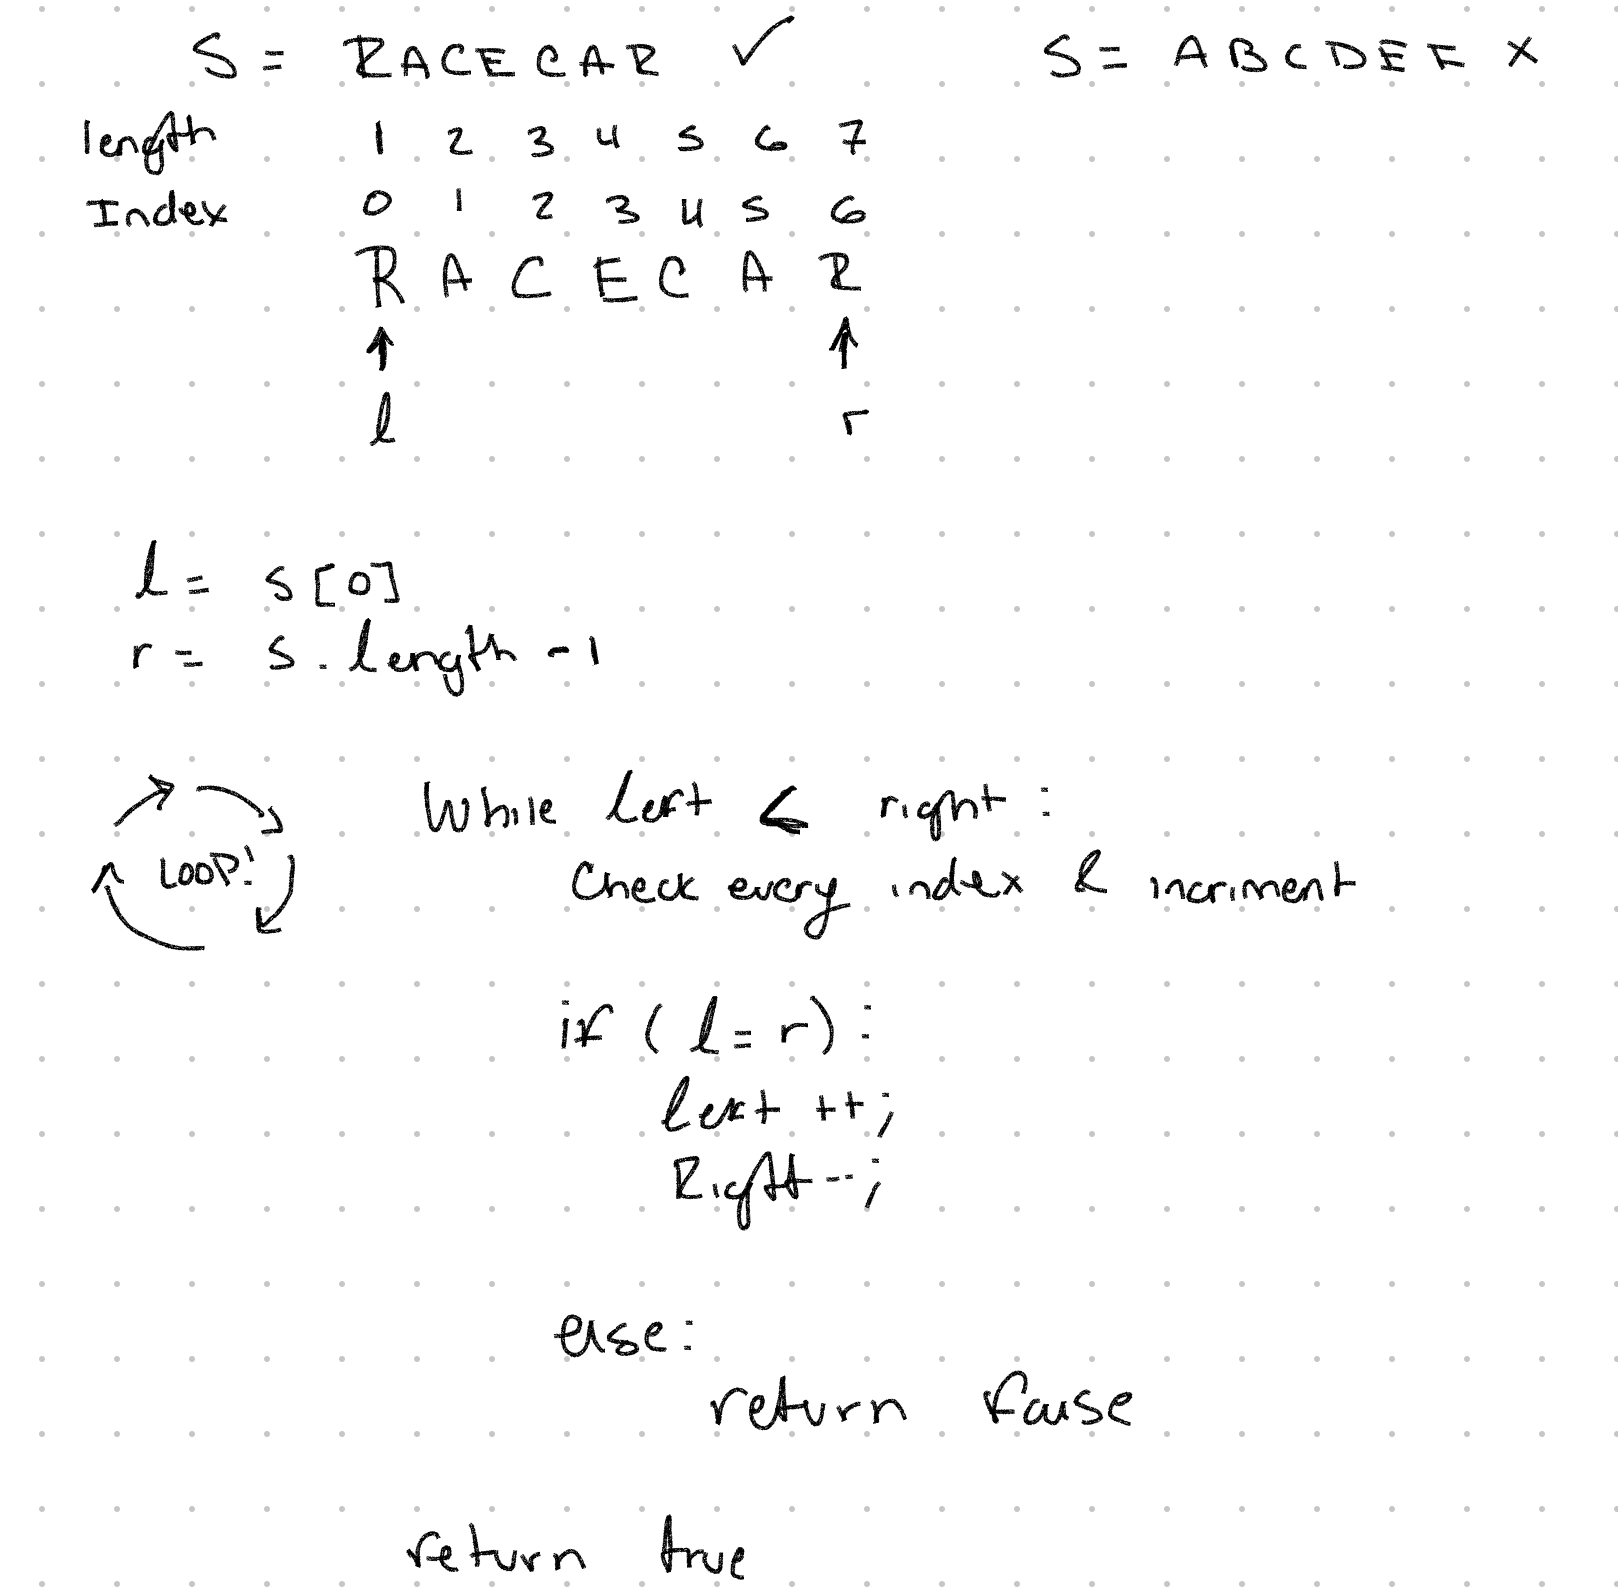 S = RACECAR ✓
S = ABCDEF X
length 1 2 3 4 5 6 7
Index 0 1 2 3 4 5 6
R A C E C A R
↑ ↑
l r
l = s[0]
r = s.length -1
LOOP!
While left < right :
Check every index & incriment
if ( l = r ) :
left ++;
Right --;
else:
return false
return true